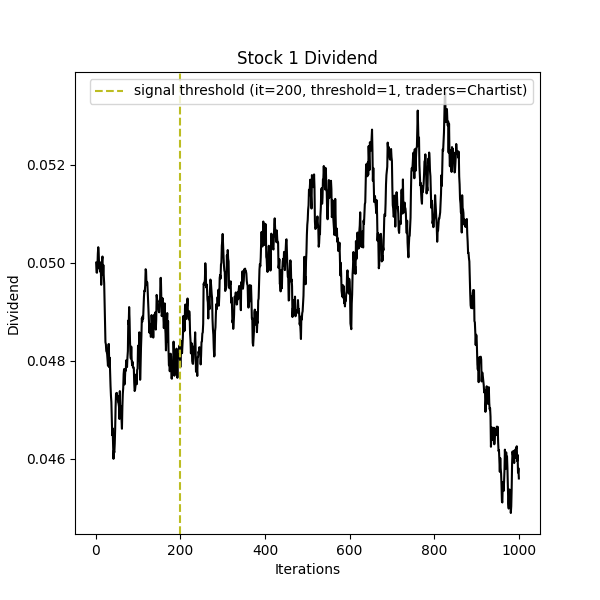 Stock 1 Dividend
signal threshold (it=200, threshold=1, traders=Chartist)
0.052
0.050
0.048
0.046
Dividend
0
200
400
600
800
1000
Iterations